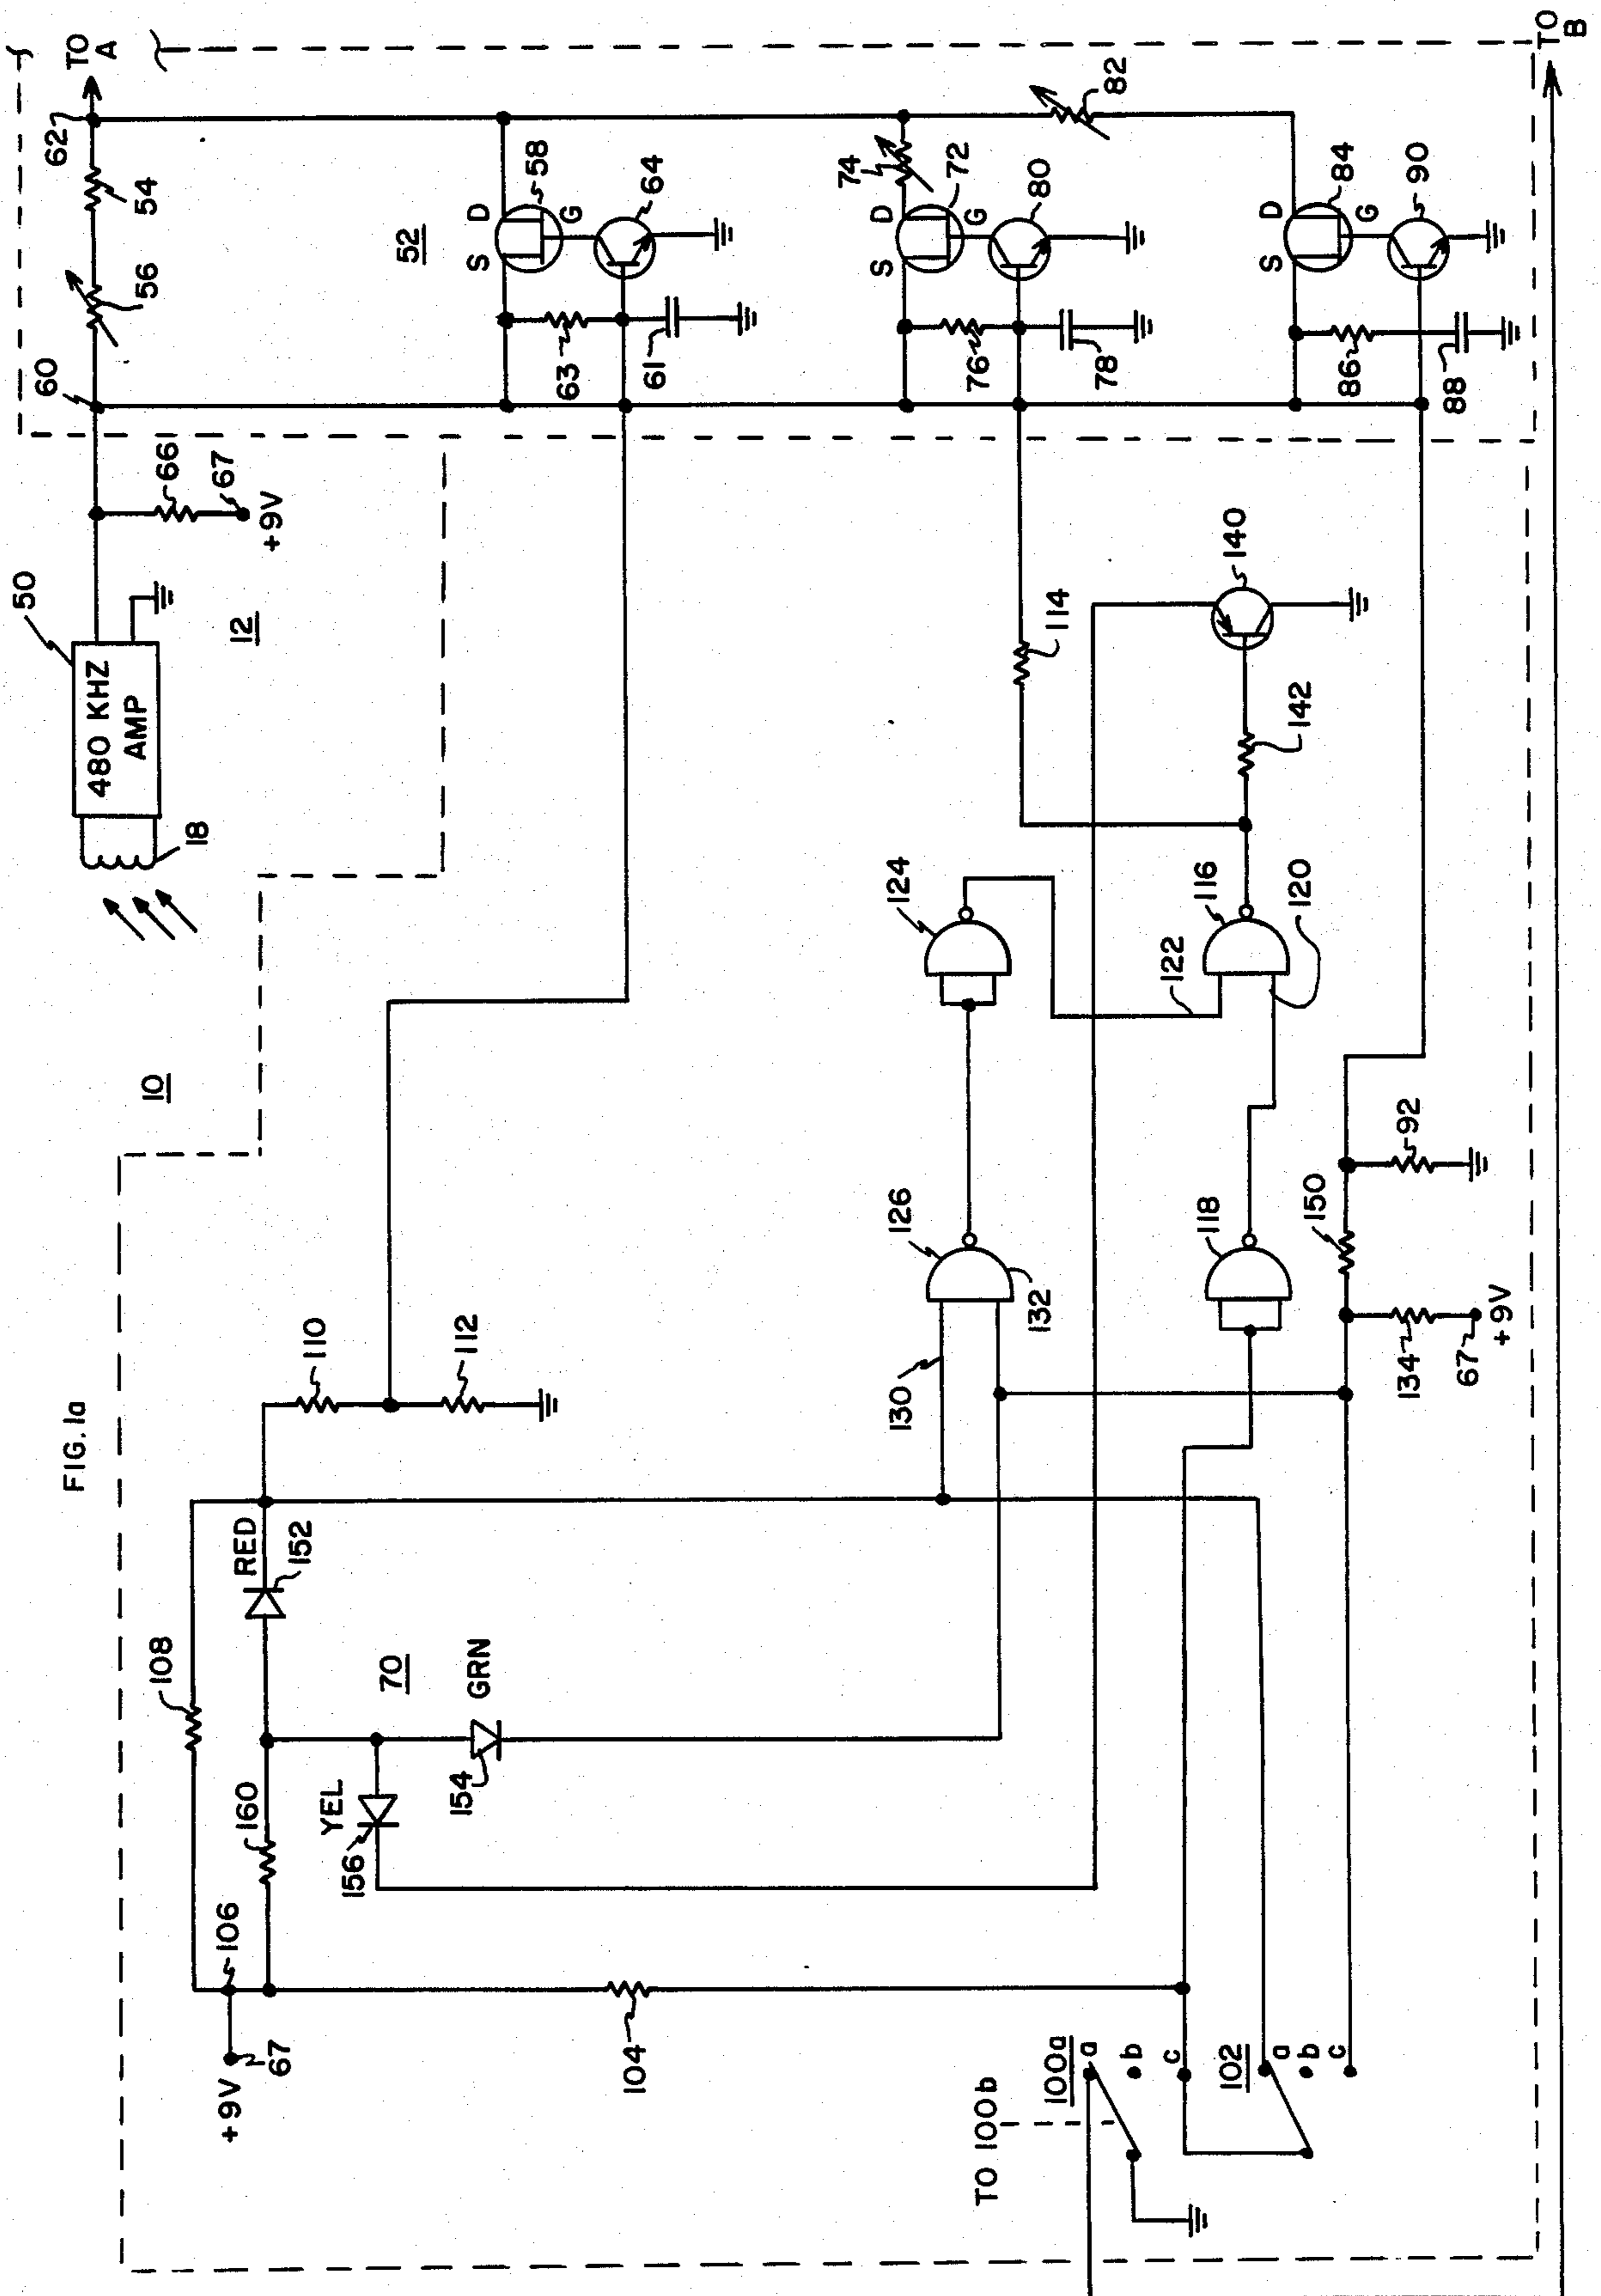 FIG. 1a
TO
A
62
54
56
60
50
480 KHZ
AMP
18
12
66
67
+9V
52
S
D
G
58
64
63
61
74
S
D
G
72
80
76
78
82
S
D
G
84
90
86
88
TO
B
10
114
140
142
124
116
122
120
126
130
132
118
150
92
134
67
+9V
110
112
108
RED
152
70
GRN
154
YEL
156
160
106
67
+9V
104
TO 100b
100a
a
b
c
102
a
b
c